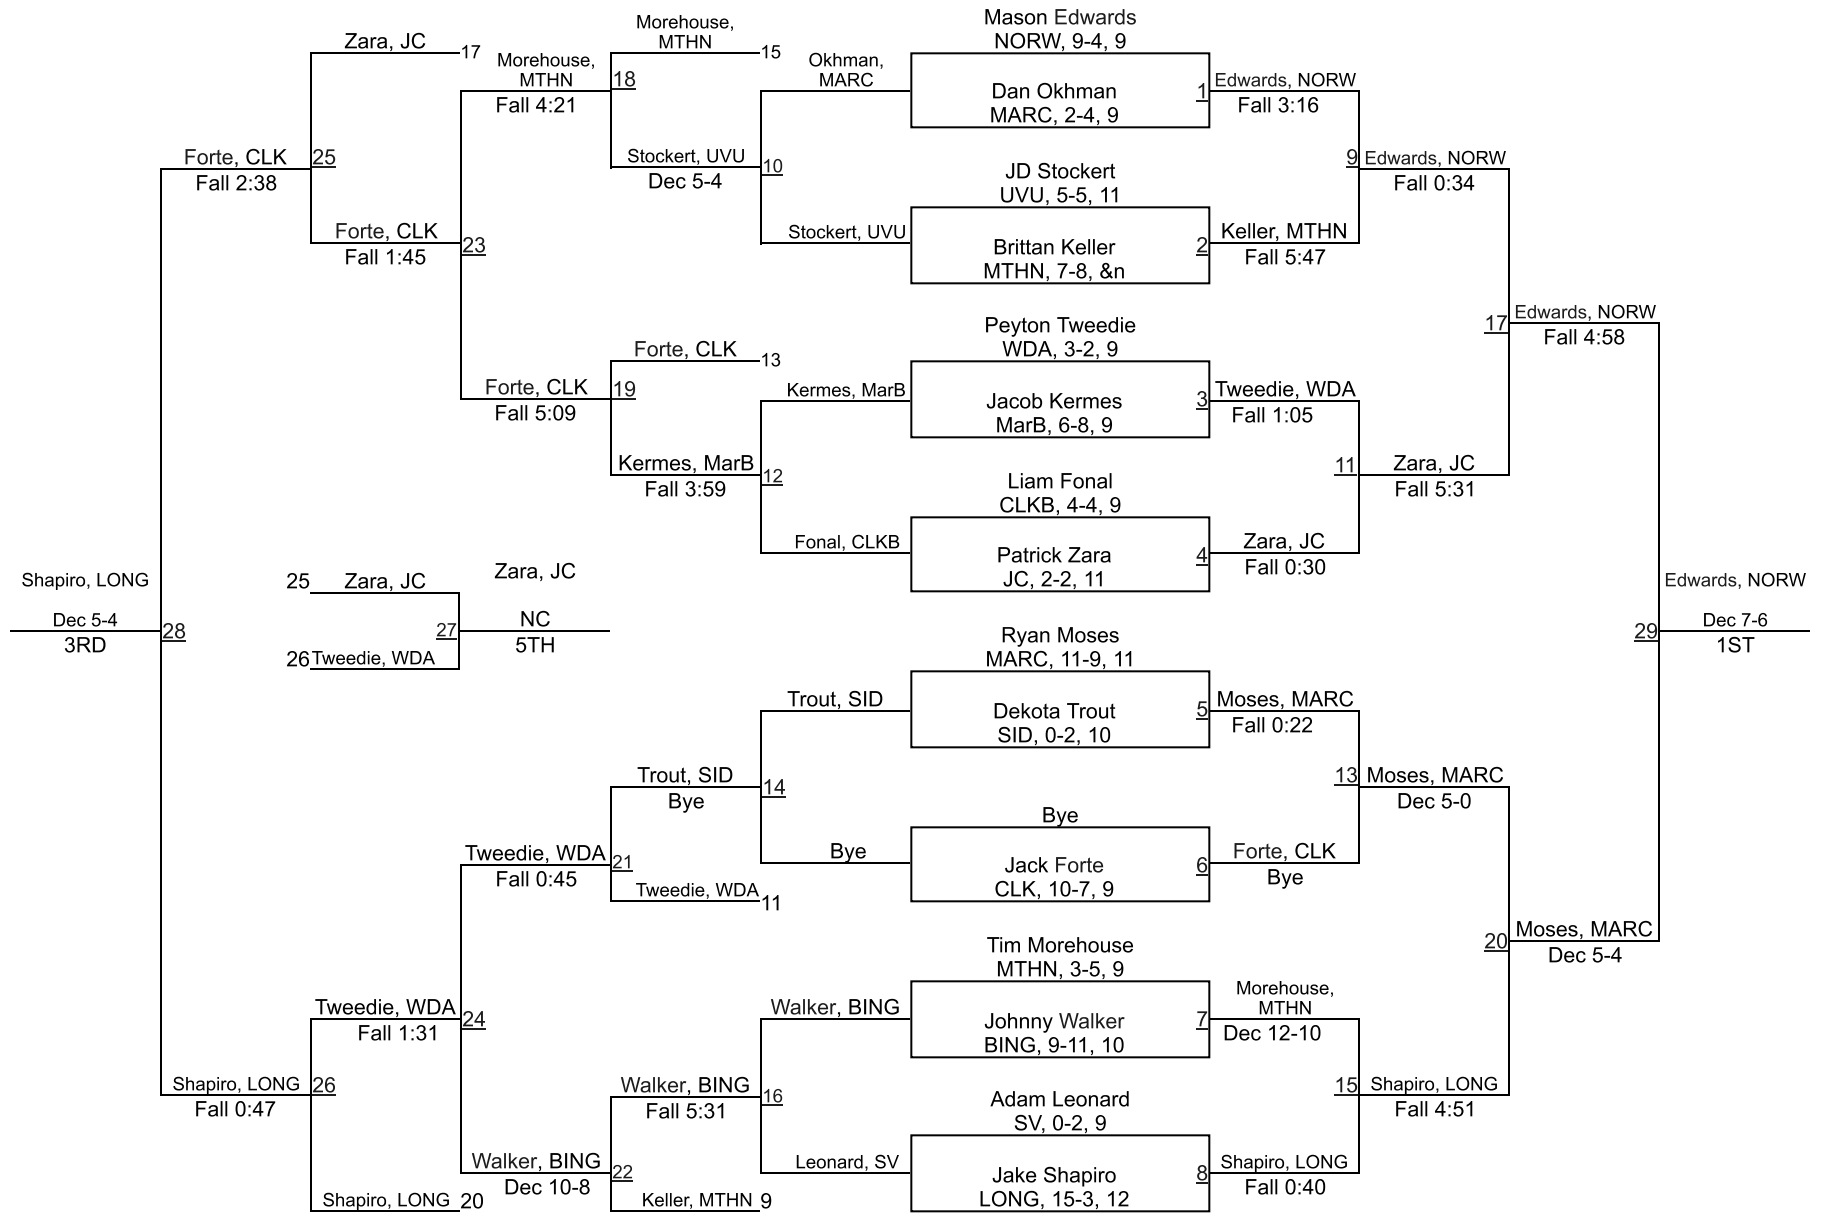 Mason Edwards
NORW, 9-4, 9
Dan Okhman
MARC, 2-4, 9
1
JD Stockert
UVU, 5-5, 11
Brittan Keller
MTHN, 7-8, &n
2
Peyton Tweedie
WDA, 3-2, 9
Jacob Kermes
MarB, 6-8, 9
3
Liam Fonal
CLKB, 4-4, 9
Patrick Zara
JC, 2-2, 11
4
Ryan Moses
MARC, 11-9, 11
Dekota Trout
SID, 0-2, 10
5
Bye
Jack Forte
CLK, 10-7, 9
6
Tim Morehouse
MTHN, 3-5, 9
Johnny Walker
BING, 9-11, 10
7
Adam Leonard
SV, 0-2, 9
Jake Shapiro
LONG, 15-3, 12
8
Edwards, NORW
Fall 3:16
9
Keller, MTHN
Fall 5:47
Tweedie, WDA
Fall 1:05
11
Zara, JC
Fall 0:30
Moses, MARC
Fall 0:22
13
Forte, CLK
Bye
Morehouse,
MTHN
Dec 12-10
15
Shapiro, LONG
Fall 0:40
Edwards, NORW
Fall 0:34
17
Zara, JC
Fall 5:31
Moses, MARC
Dec 5-0
20
Shapiro, LONG
Fall 4:51
Edwards, NORW
Fall 4:58
29
Moses, MARC
Dec 5-4
Edwards, NORW
Dec 7-6
1ST
Okhman,
MARC
10
Stockert, UVU
Kermes, MarB
12
Fonal, CLKB
Trout, SID
14
Bye
Walker, BING
16
Leonard, SV
Morehouse,
MTHN
15
18
Stockert, UVU
Dec 5-4
Forte, CLK
13
19
Kermes, MarB
Fall 3:59
Trout, SID
Bye
21
Tweedie, WDA
11
Walker, BING
Fall 5:31
22
Keller, MTHN
9
Morehouse,
MTHN
Fall 4:21
23
Forte, CLK
Fall 5:09
Tweedie, WDA
Fall 0:45
24
Walker, BING
Dec 10-8
Zara, JC
17
25
Forte, CLK
Fall 1:45
Tweedie, WDA
Fall 1:31
26
Shapiro, LONG
20
Forte, CLK
Fall 2:38
28
Shapiro, LONG
Fall 0:47
Shapiro, LONG
Dec 5-4
3RD
25
Zara, JC
27
26
Tweedie, WDA
Zara, JC
NC
5TH